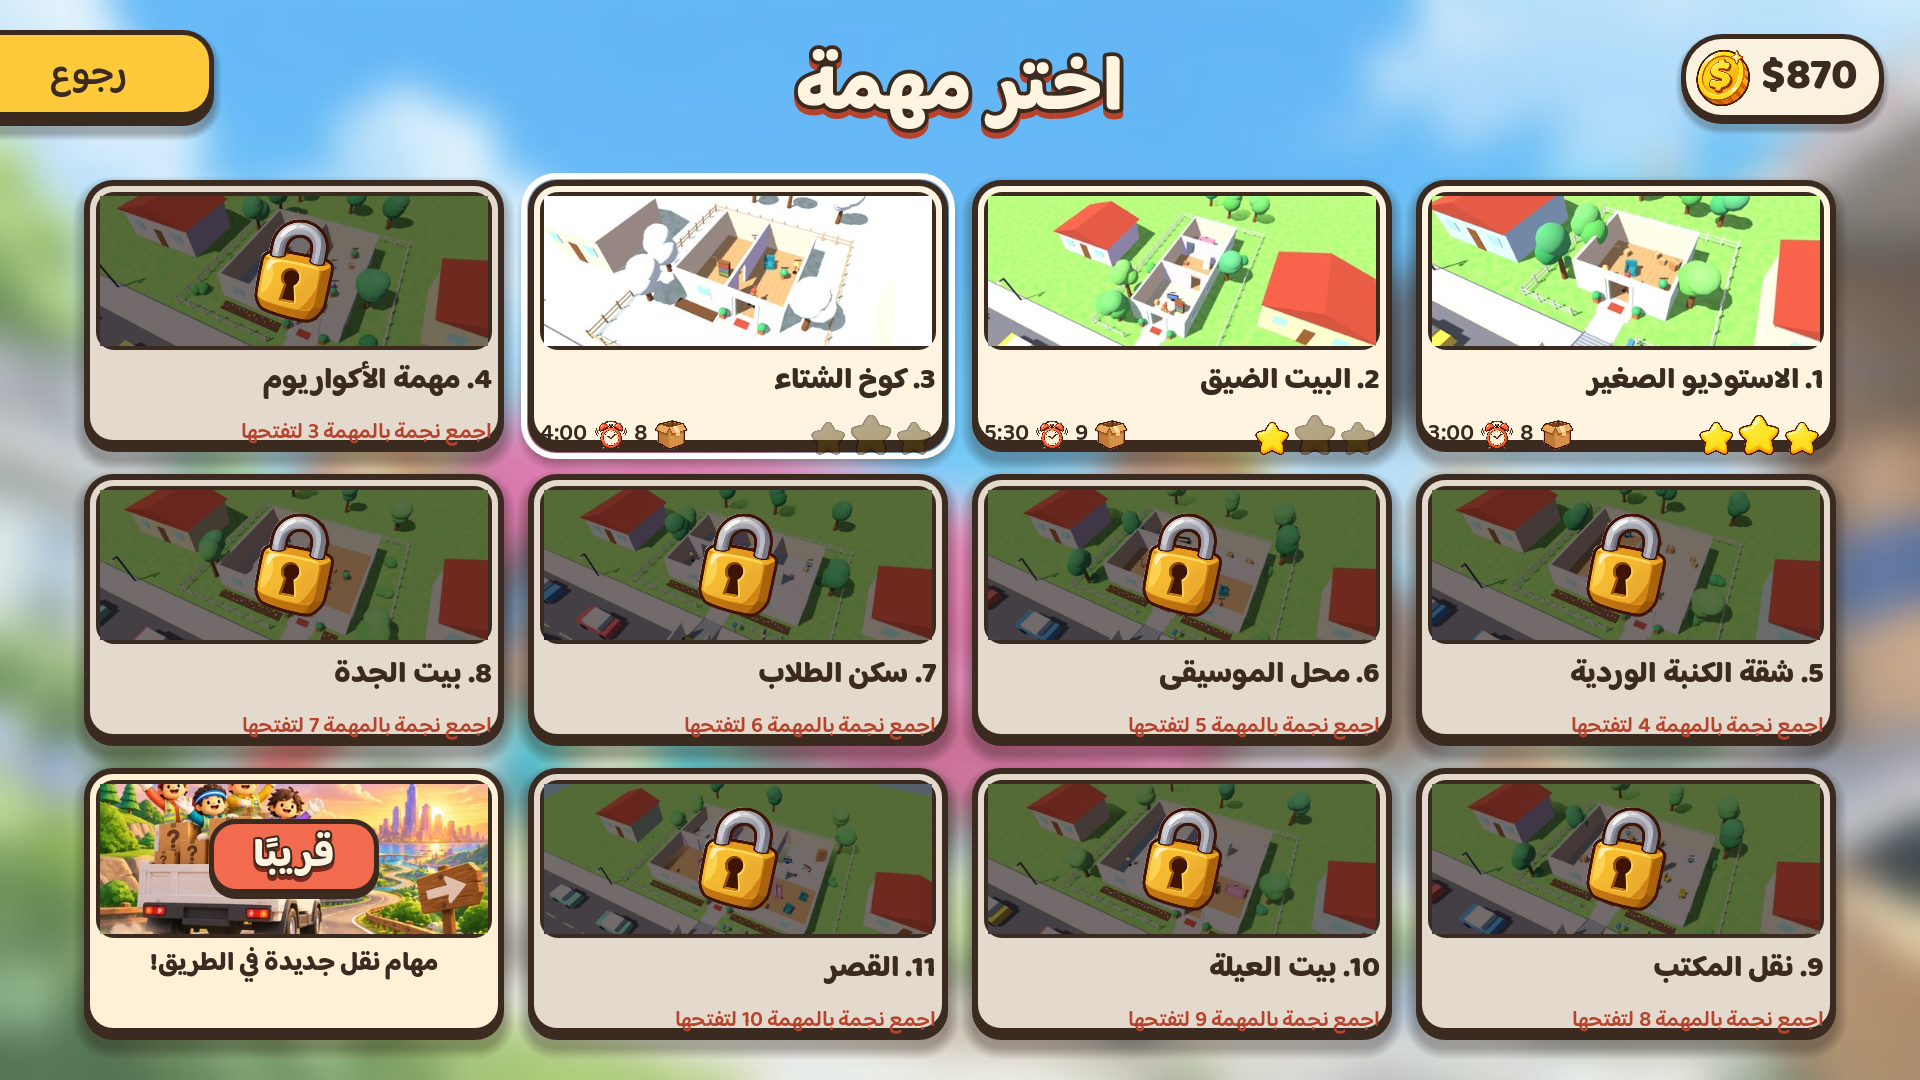 رجوع
اختر مهمة
$870
1. الاستوديو الصغير
8 3:00
2. البيت الضيق
9 5:30
3. كوخ الشتاء
8 4:00
4. مهمة الأكواريوم
اجمع نجمة بالمهمة 3 لتفتحها
5. شقة الكنبة الوردية
اجمع نجمة بالمهمة 4 لتفتحها
6. محل الموسيقى
اجمع نجمة بالمهمة 5 لتفتحها
7. سكن الطلاب
اجمع نجمة بالمهمة 6 لتفتحها
8. بيت الجدة
اجمع نجمة بالمهمة 7 لتفتحها
9. نقل المكتب
اجمع نجمة بالمهمة 8 لتفتحها
10. بيت العيلة
اجمع نجمة بالمهمة 9 لتفتحها
11. القصر
اجمع نجمة بالمهمة 10 لتفتحها
قريبًا
مهام نقل جديدة في الطريق!